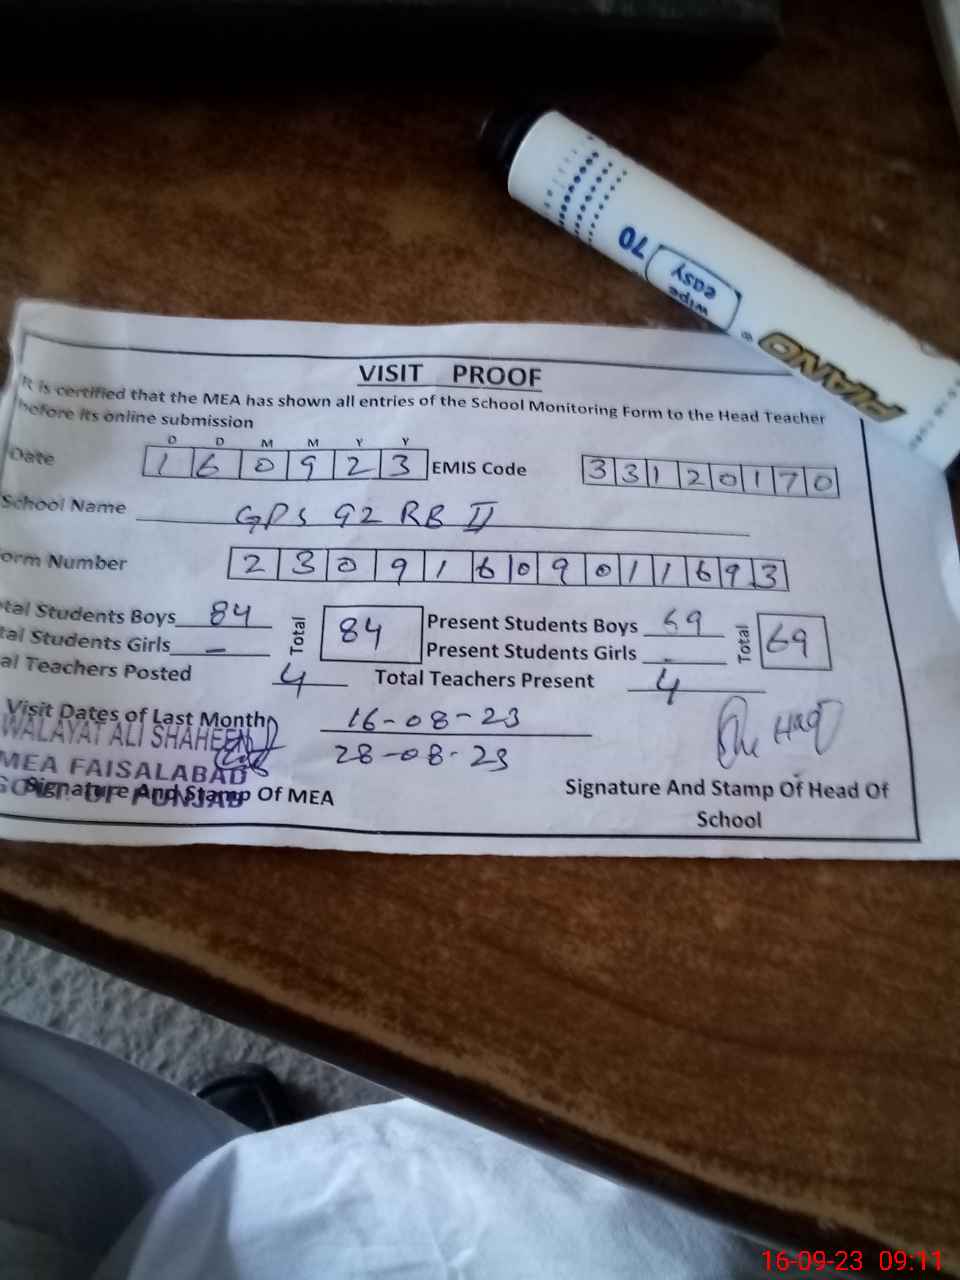 70
easy
wipe
PIANO
VISIT PROOF
It is certified that the MEA has shown all entries of the School Monitoring Form to the Head Teacher
before its online submission
D D M M Y Y
Date 1 6 0 9 2 3 EMIS Code 3 3 1 2 0 1 7 0
School Name GPS 92 RB II
orm Number 2 3 0 9 1 6 0 9 0 1 1 6 9 3
tal Students Boys 84 Total 84 Present Students Boys 69 Total 69
tal Students Girls - Present Students Girls -
al Teachers Posted 4 Total Teachers Present 4
Visit Dates of Last Month 16-08-23
28-08-23
WALAYAT ALI SHAHEEN
MEA FAISALABAD
GOVT. OF PUNJAB
Signature And Stamp Of MEA
Signature And Stamp Of Head Of
School
16-09-23 09:11